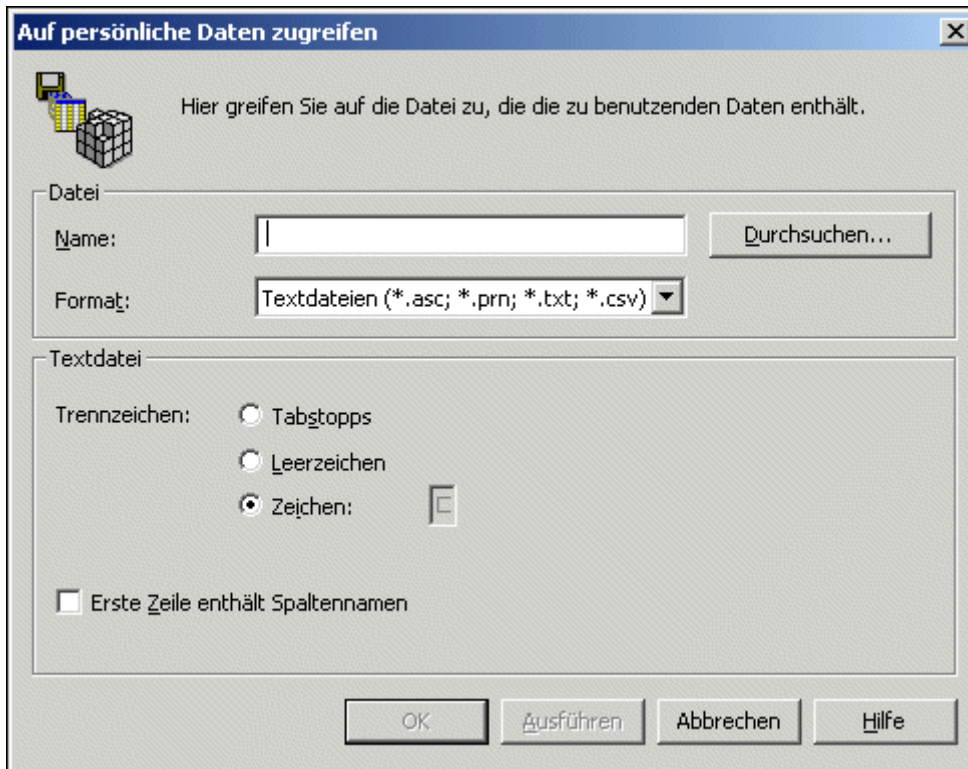 Auf persönliche Daten zugreifen
Hier greifen Sie auf die Datei zu, die die zu benutzenden Daten enthält.
Datei
Name:
Durchsuchen...
Format:
Textdateien (*.asc; *.prn; *.txt; *.csv)
Textdatei
Trennzeichen:
Tabstopps
Leerzeichen
Zeichen:
Erste Zeile enthält Spaltennamen
OK
Ausführen
Abbrechen
Hilfe